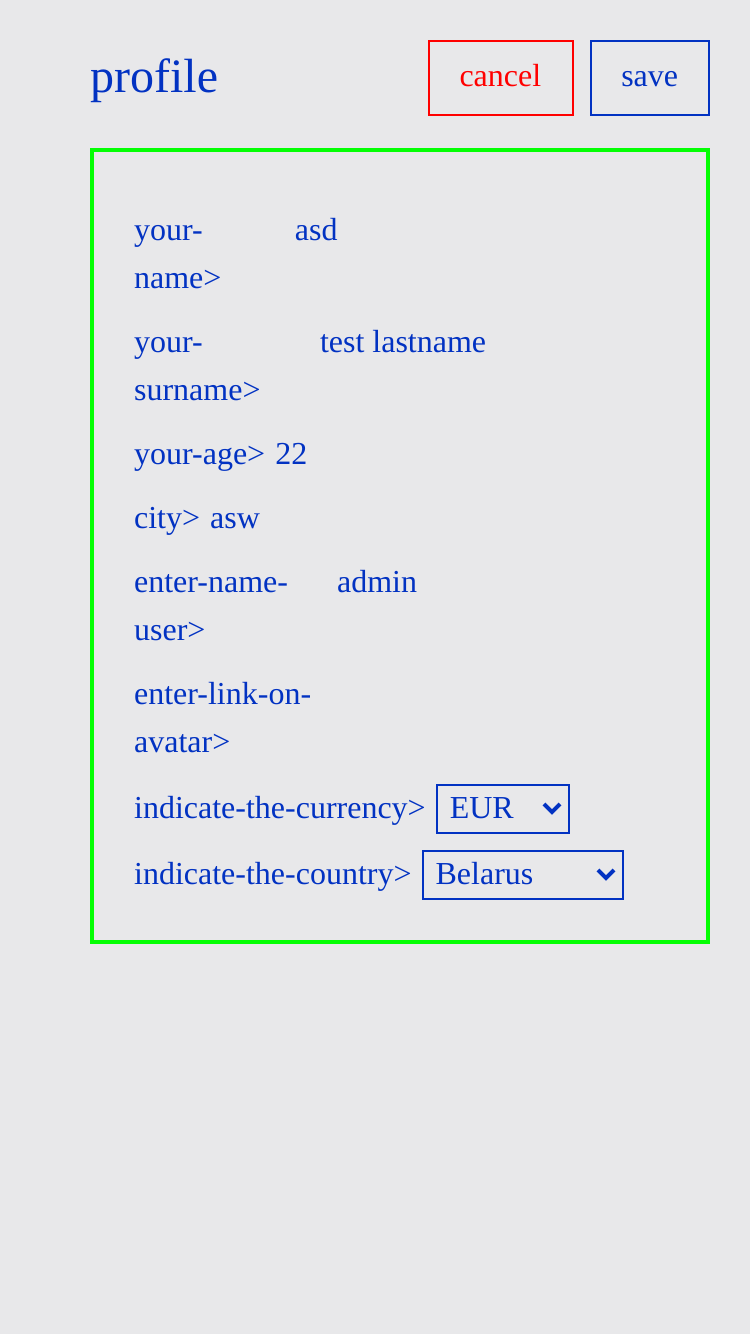 profile
cancel
save
your-
name>
asd
your-
surname>
test lastname
your-age> 22
city> asw
enter-name-
user>
admin
enter-link-on-
avatar>
indicate-the-currency> EUR
indicate-the-country> Belarus